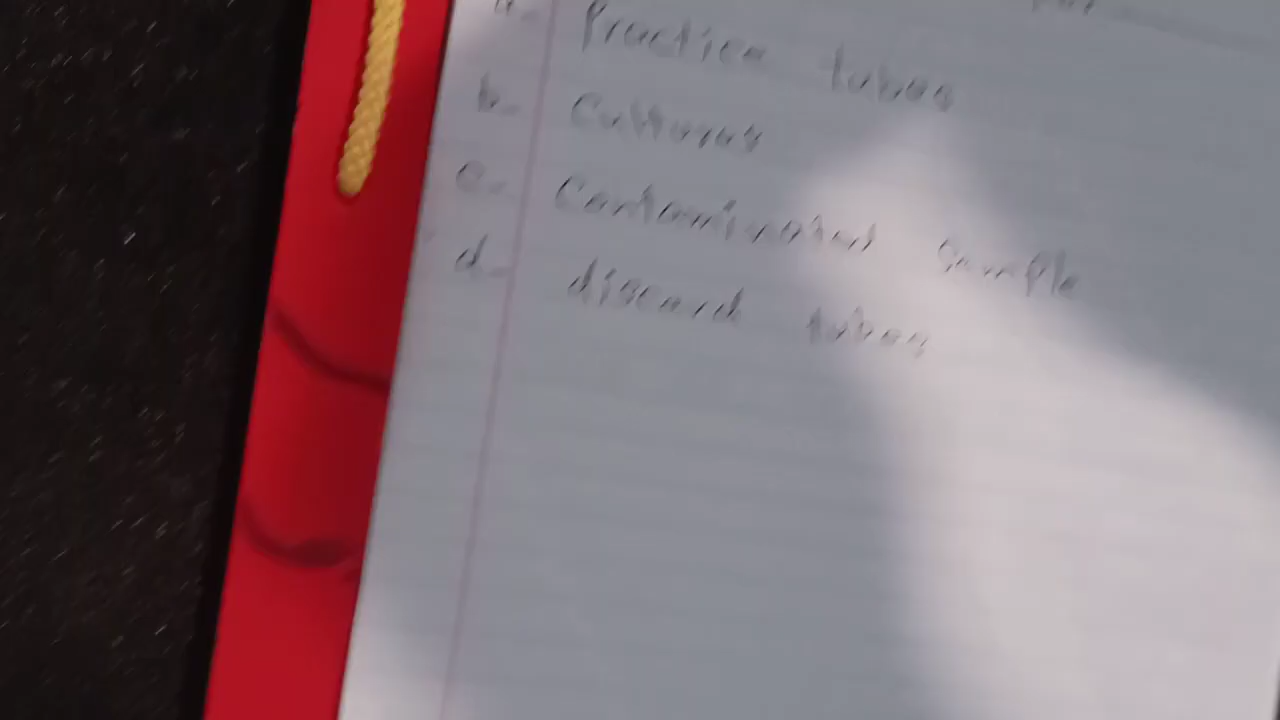 a- Practice tubes
b- Cultures
c- Contaminated sample
d- discard tubes